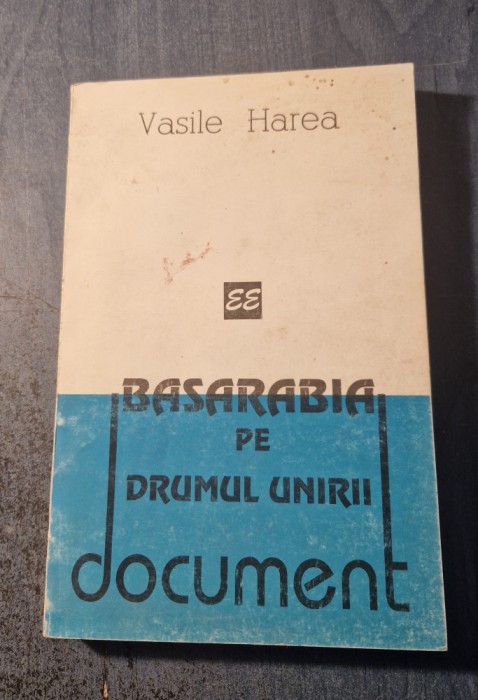 Vasile Harea
EE
BASARABIA
PE
DRUMUL UNIRII
document